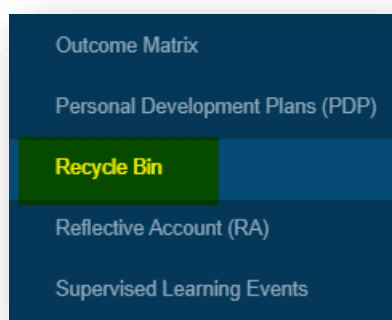 Outcome Matrix
Personal Development Plans (PDP)
Recycle Bin
Reflective Account (RA)
Supervised Learning Events